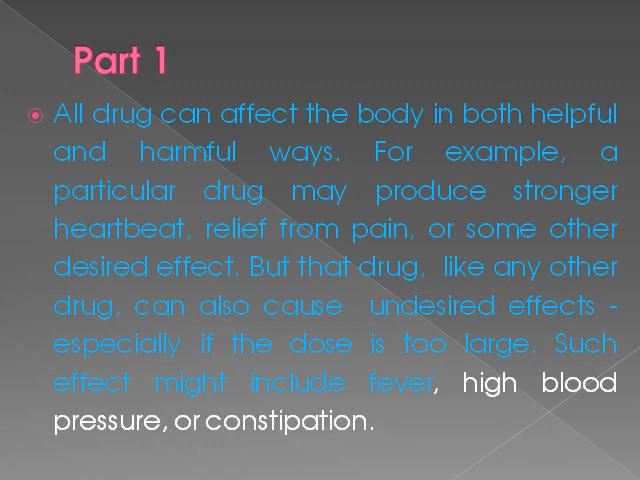 Part 1
All drug can affect the body in both helpful
and harmful ways. For example, a
particular drug may produce stronger
heartbeat, relief from pain, or some other
desired effect. But that drug, like any other
drug, can also cause undesired effects -
especially if the dose is too large. Such
effect might include fever, high blood
pressure, or constipation.